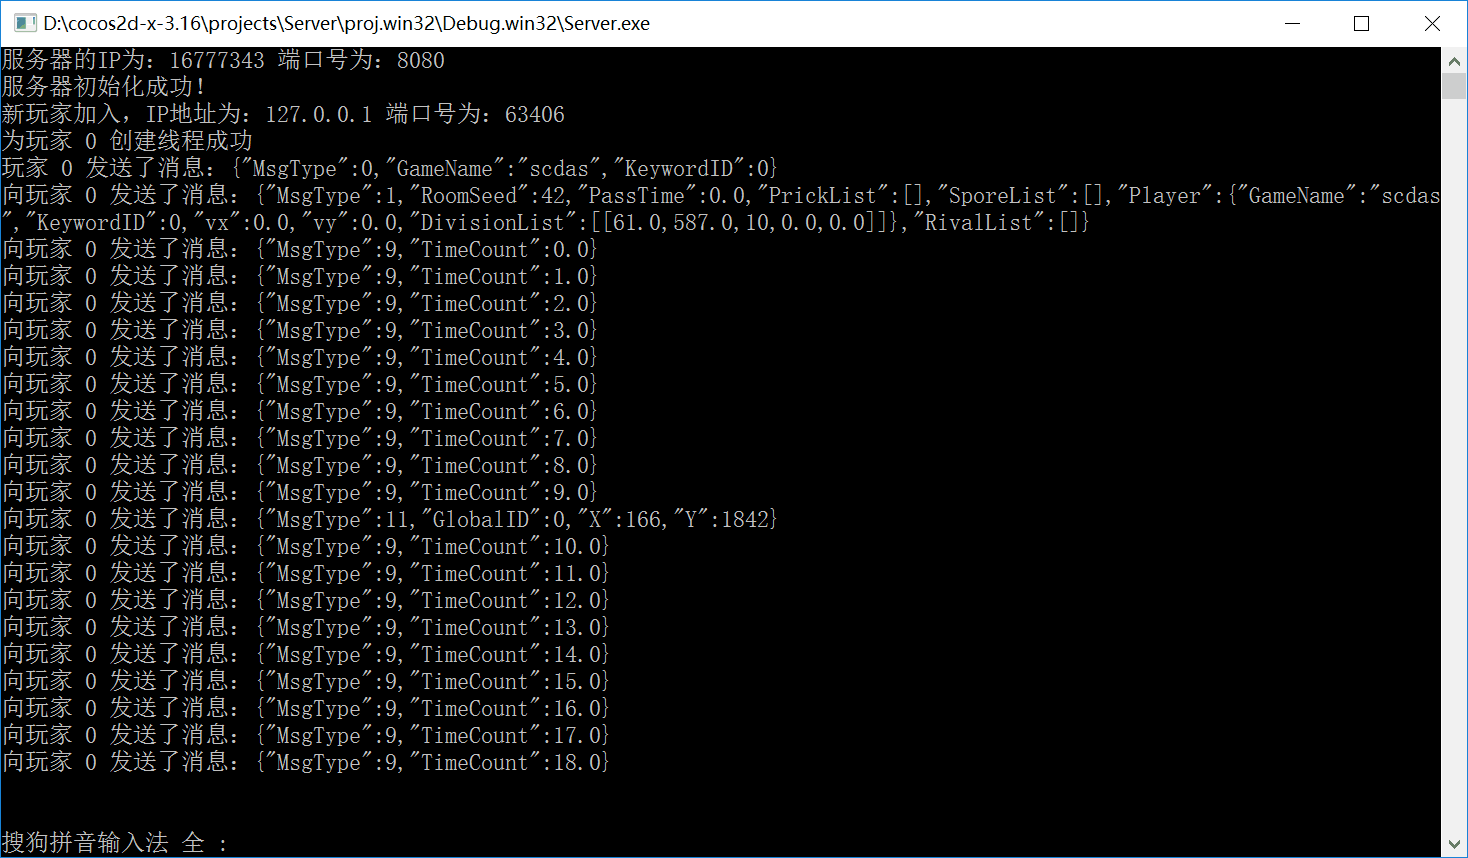 D:\cocos2d-x-3.16\projects\Server\proj.win32\Debug.win32\Server.exe
服务器的IP为：16777343 端口号为：8080
服务器初始化成功!
新玩家加入，IP地址为：127.0.0.1 端口号为：63406
为玩家 0 创建线程成功
玩家 0 发送了消息：{"MsgType":0,"GameName":"scdas","KeywordID":0}
向玩家 0 发送了消息：{"MsgType":1,"RoomSeed":42,"PassTime":0.0,"PrickList":[],"SporeList":[],"Player":{"GameName":"scdas
","KeywordID":0,"vx":0.0,"vy":0.0,"DivisionList":[[61.0,587.0,10,0.0,0.0]]},"RivalList":[]}
向玩家 0 发送了消息：{"MsgType":9,"TimeCount":0.0}
向玩家 0 发送了消息：{"MsgType":9,"TimeCount":1.0}
向玩家 0 发送了消息：{"MsgType":9,"TimeCount":2.0}
向玩家 0 发送了消息：{"MsgType":9,"TimeCount":3.0}
向玩家 0 发送了消息：{"MsgType":9,"TimeCount":4.0}
向玩家 0 发送了消息：{"MsgType":9,"TimeCount":5.0}
向玩家 0 发送了消息：{"MsgType":9,"TimeCount":6.0}
向玩家 0 发送了消息：{"MsgType":9,"TimeCount":7.0}
向玩家 0 发送了消息：{"MsgType":9,"TimeCount":8.0}
向玩家 0 发送了消息：{"MsgType":9,"TimeCount":9.0}
向玩家 0 发送了消息：{"MsgType":11,"GlobalID":0,"X":166,"Y":1842}
向玩家 0 发送了消息：{"MsgType":9,"TimeCount":10.0}
向玩家 0 发送了消息：{"MsgType":9,"TimeCount":11.0}
向玩家 0 发送了消息：{"MsgType":9,"TimeCount":12.0}
向玩家 0 发送了消息：{"MsgType":9,"TimeCount":13.0}
向玩家 0 发送了消息：{"MsgType":9,"TimeCount":14.0}
向玩家 0 发送了消息：{"MsgType":9,"TimeCount":15.0}
向玩家 0 发送了消息：{"MsgType":9,"TimeCount":16.0}
向玩家 0 发送了消息：{"MsgType":9,"TimeCount":17.0}
向玩家 0 发送了消息：{"MsgType":9,"TimeCount":18.0}
搜狗拼音输入法 全 :